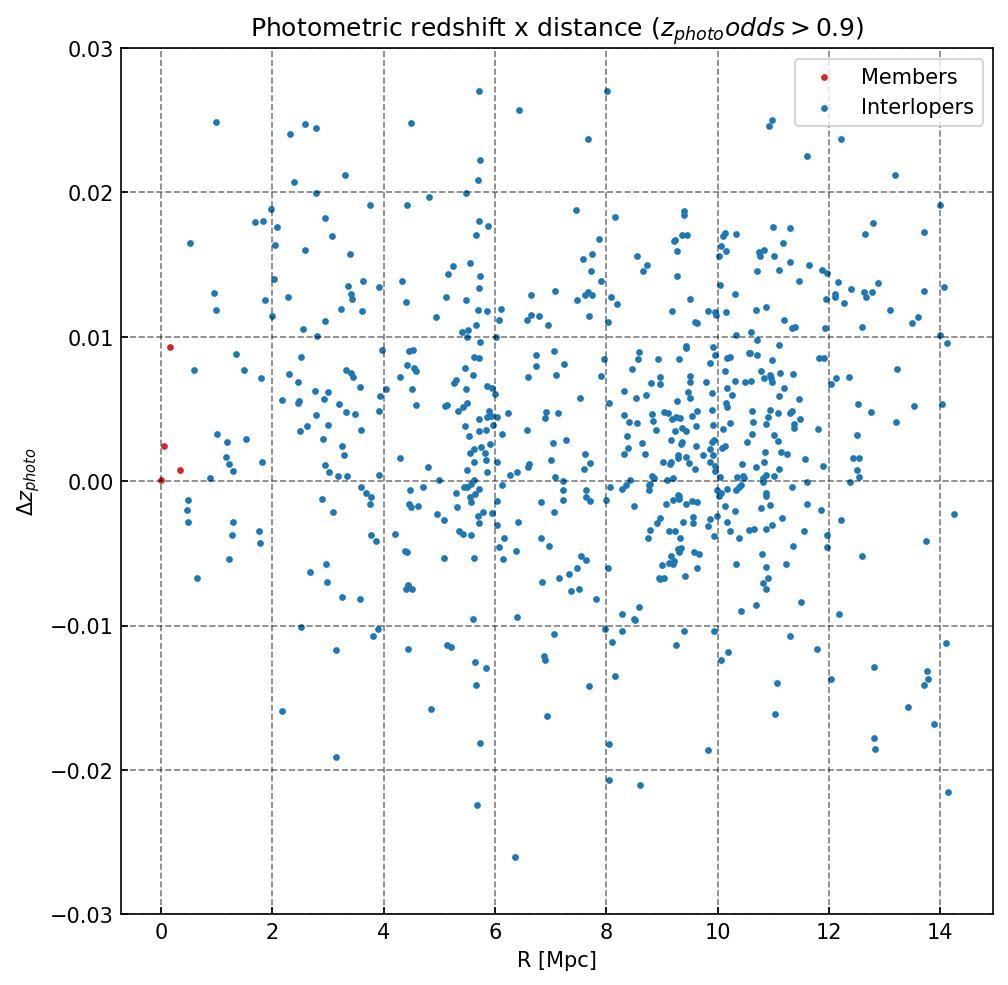 Photometric redshift x distance (z_photo odds > 0.9)
Members
Interlopers
0.03
0.02
0.01
0.00
−0.01
−0.02
−0.03
Δz_photo
0 2 4 6 8 10 12 14
R [Mpc]